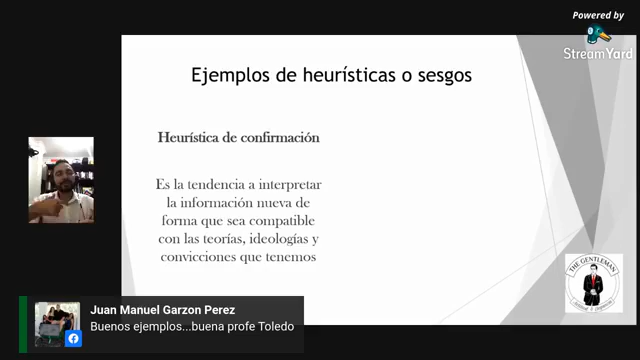 Powered by
StreamYard
Ejemplos de heurísticas o sesgos
Heurística de confirmación
Es la tendencia a interpretar
la información nueva de
forma que sea compatible
con las teorías, ideologías y
convicciones que tenemos
THE GENTLEMAN
Juan Manuel Garzon Perez
Buenos ejemplos...buena profe Toledo